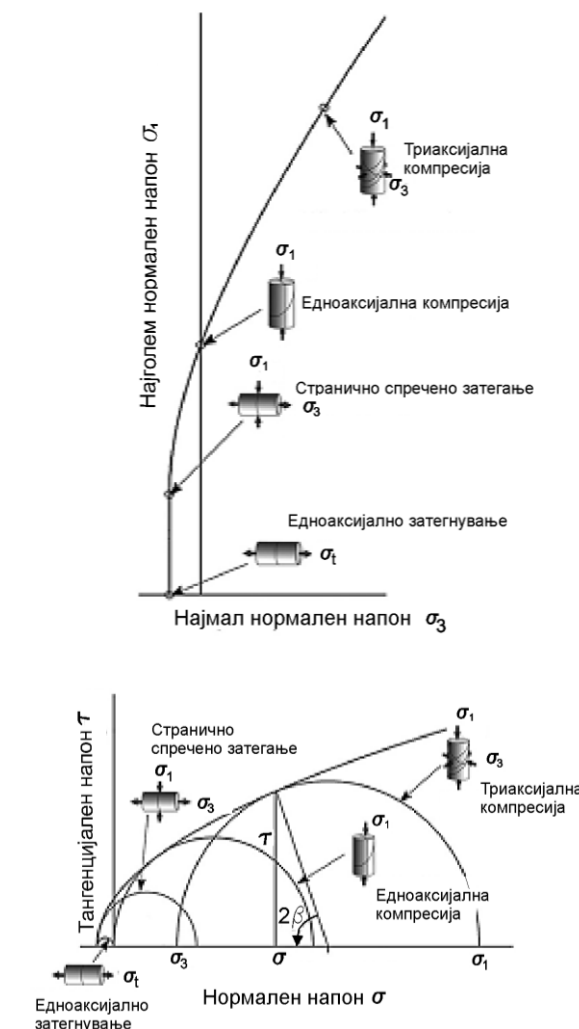 σ₁
Триаксијална
компресија
σ₃
Најголем нормален напон σ₁
σ₁
Едноаксијална компресија
σ₁
Странично спречено затегање
σ₃
Едноаксијално затегнување
σt
Најмал нормален напон σ₃
Тангенцијален напон τ
Странично
спречено затегање
σ₁
σ₃
σ₁
σ₃
Триаксијална
компресија
τ
σ₁
Едноаксијална
компресија
2β
σt
σ₃
σ
σ₁
Едноаксијално
затегнување
Нормален напон σ